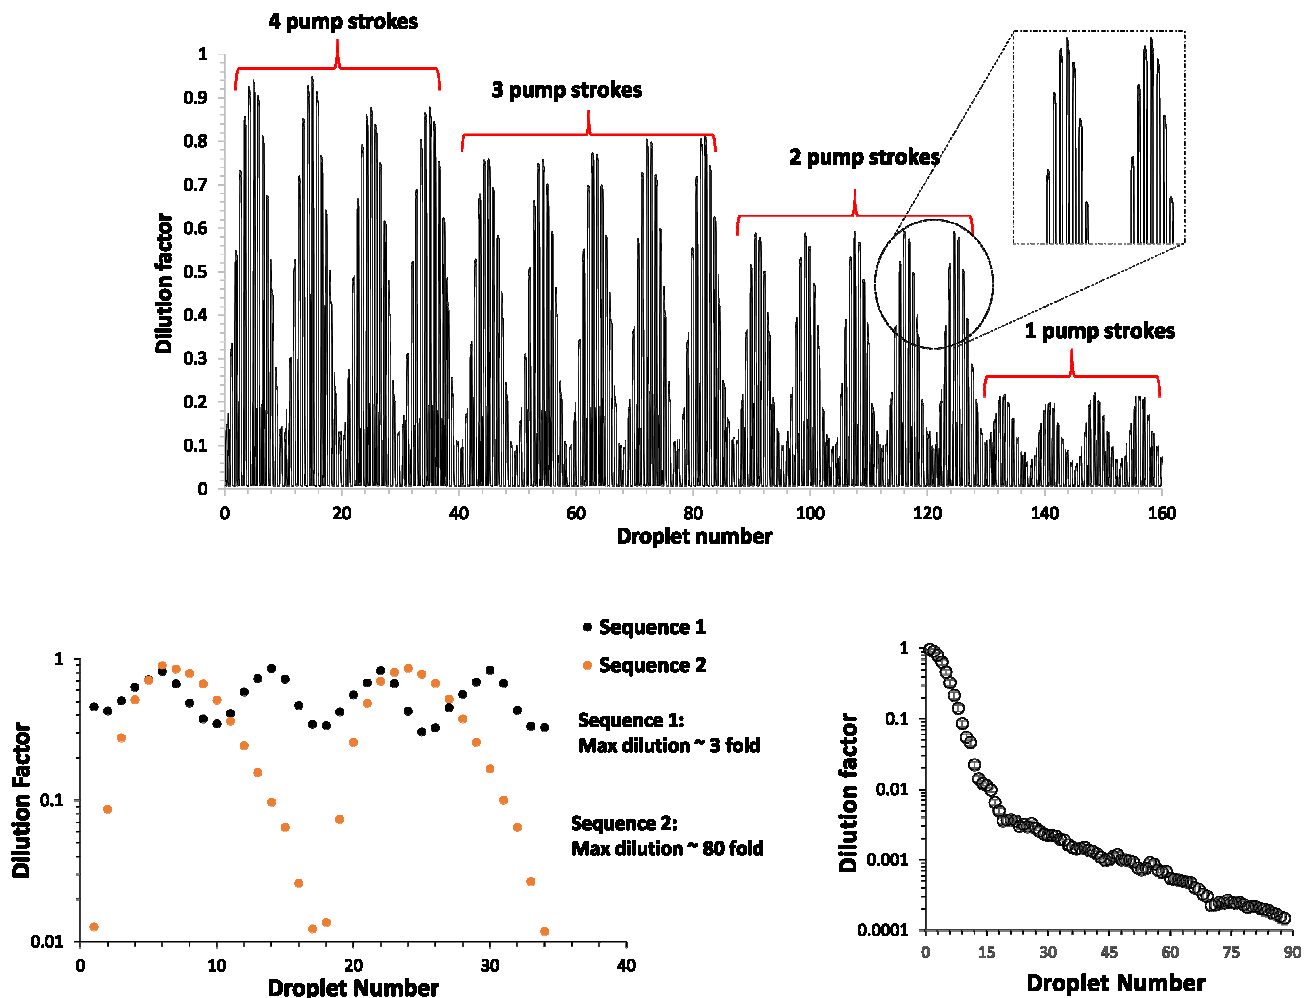 4 pump strokes
3 pump strokes
2 pump strokes
1 pump strokes
Dilution factor
1
0.9
0.8
0.7
0.6
0.5
0.4
0.3
0.2
0.1
0
0 20 40 60 80 100 120 140 160
Droplet number
Sequence 1
Sequence 2
Sequence 1:
Max dilution ~ 3 fold
Sequence 2:
Max dilution ~ 80 fold
Dilution Factor
1
0.1
0.01
0 10 20 30 40
Droplet Number
Dilution factor
1
0.1
0.01
0.001
0.0001
0 15 30 45 60 75 90
Droplet Number